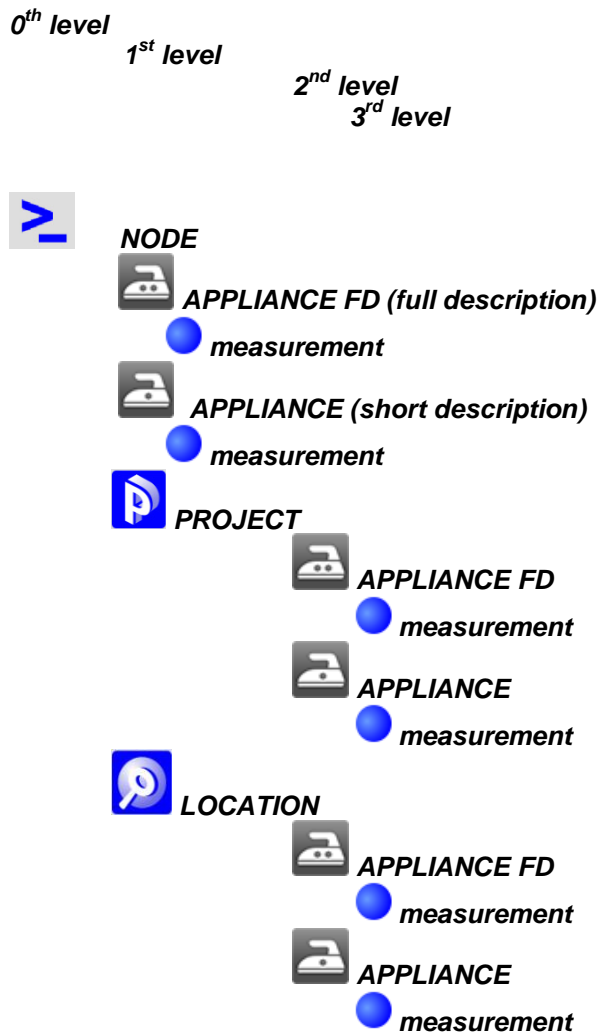 0th level
1st level
2nd level
3rd level
>_
NODE
APPLIANCE FD (full description)
measurement
APPLIANCE (short description)
measurement
PROJECT
APPLIANCE FD
measurement
APPLIANCE
measurement
LOCATION
APPLIANCE FD
measurement
APPLIANCE
measurement